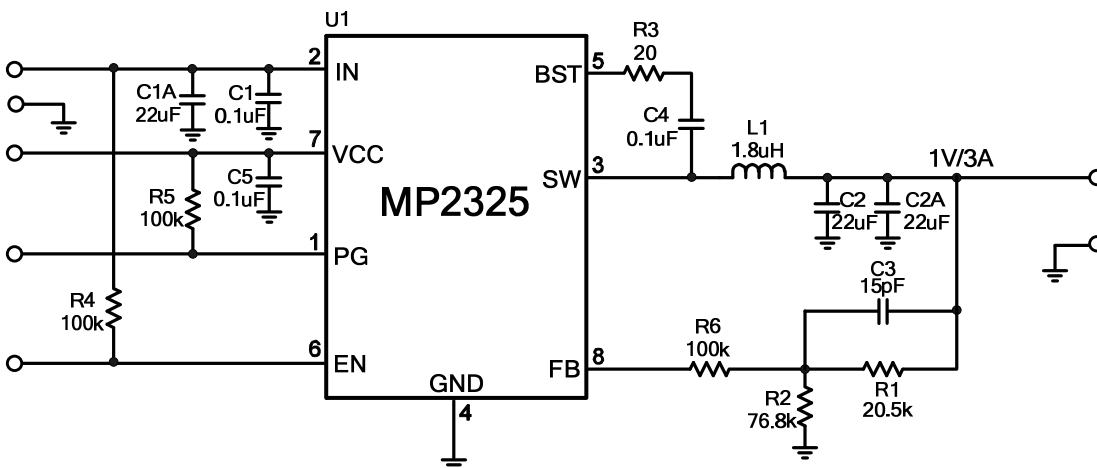 U1
2
IN
C1A
22uF
C1
0.1uF
7
VCC
R5
100k
C5
0.1uF
1
PG
R4
100k
6
EN
MP2325
GND
4
BST
5
R3
20
C4
0.1uF
SW
3
L1
1.8uH
1V/3A
C2
22uF
C2A
22uF
C3
15pF
FB
8
R6
100k
R2
76.8k
R1
20.5k